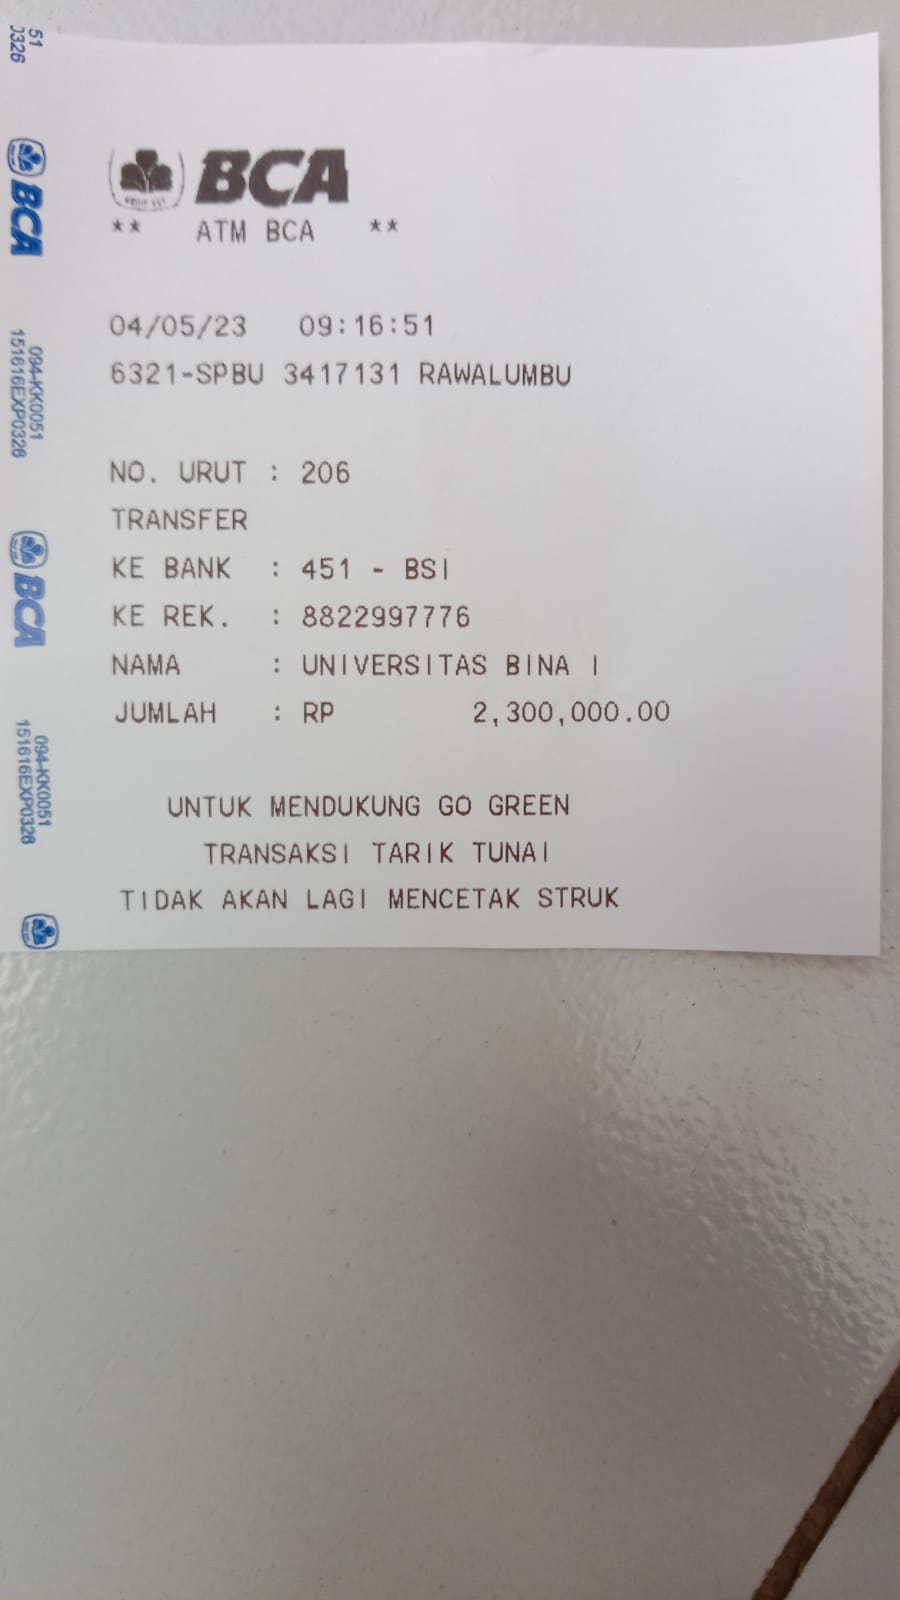 BCA
** ATM BCA **
04/05/23 09:16:51
6321-SPBU 3417131 RAWALUMBU
NO. URUT : 206
TRANSFER
KE BANK : 451 - BSI
KE REK. : 8822997776
NAMA : UNIVERSITAS BINA I
JUMLAH : RP 2,300,000.00
UNTUK MENDUKUNG GO GREEN
TRANSAKSI TARIK TUNAI
TIDAK AKAN LAGI MENCETAK STRUK
51
0326
BCA
094-KK0051
151616EXP0326
BCA
094-KK0051
151616EXP0326